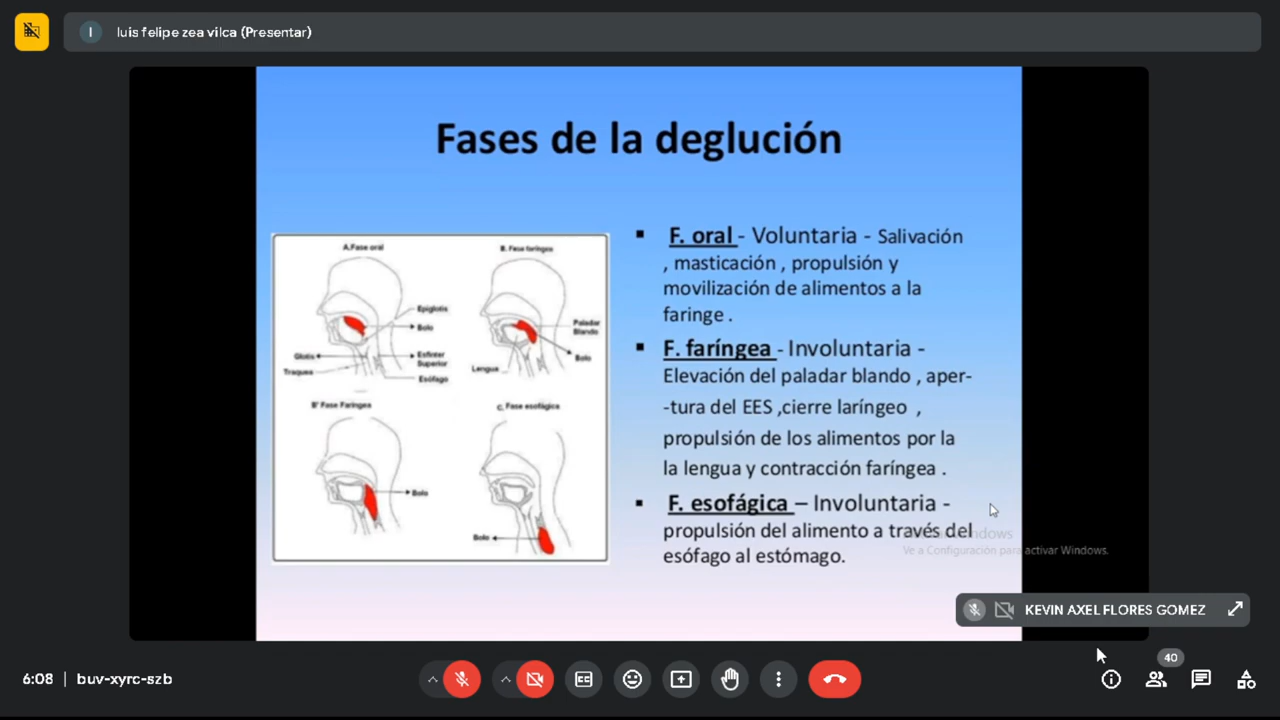 luis felipe zea vilca (Presentar)
Fases de la deglución
A.Fase oral
Epiglotis
Bolo
Glotis
Esfinter
Superior
Traquea
Esófago
B. Fase faríngea
Paladar
Blando
Bolo
Lengua
B' Fase Faringea
Bolo
C. Fase esofágica
Bolo
▪ F. oral - Voluntaria - Salivación
, masticación , propulsión y
movilización de alimentos a la
faringe .
▪ F. faríngea - Involuntaria -
Elevación del paladar blando , aper-
-tura del EES ,cierre laríngeo ,
propulsión de los alimentos por la
la lengua y contracción faríngea .
▪ F. esofágica – Involuntaria -
propulsión del alimento a través del
esófago al estómago.
Activar Windows
Ve a Configuración para activar Windows.
KEVIN AXEL FLORES GOMEZ
6:08 | buv-xyrc-szb
40